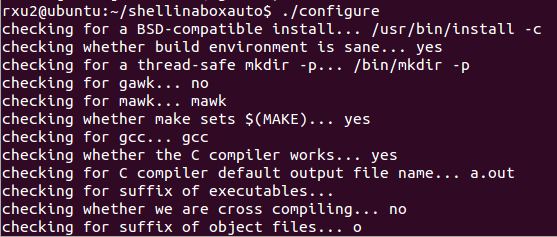 rxu2@ubuntu:~/shellinaboxauto$ ./configure
checking for a BSD-compatible install... /usr/bin/install -c
checking whether build environment is sane... yes
checking for a thread-safe mkdir -p... /bin/mkdir -p
checking for gawk... no
checking for mawk... mawk
checking whether make sets $(MAKE)... yes
checking for gcc... gcc
checking whether the C compiler works... yes
checking for C compiler default output file name... a.out
checking for suffix of executables...
checking whether we are cross compiling... no
checking for suffix of object files... o